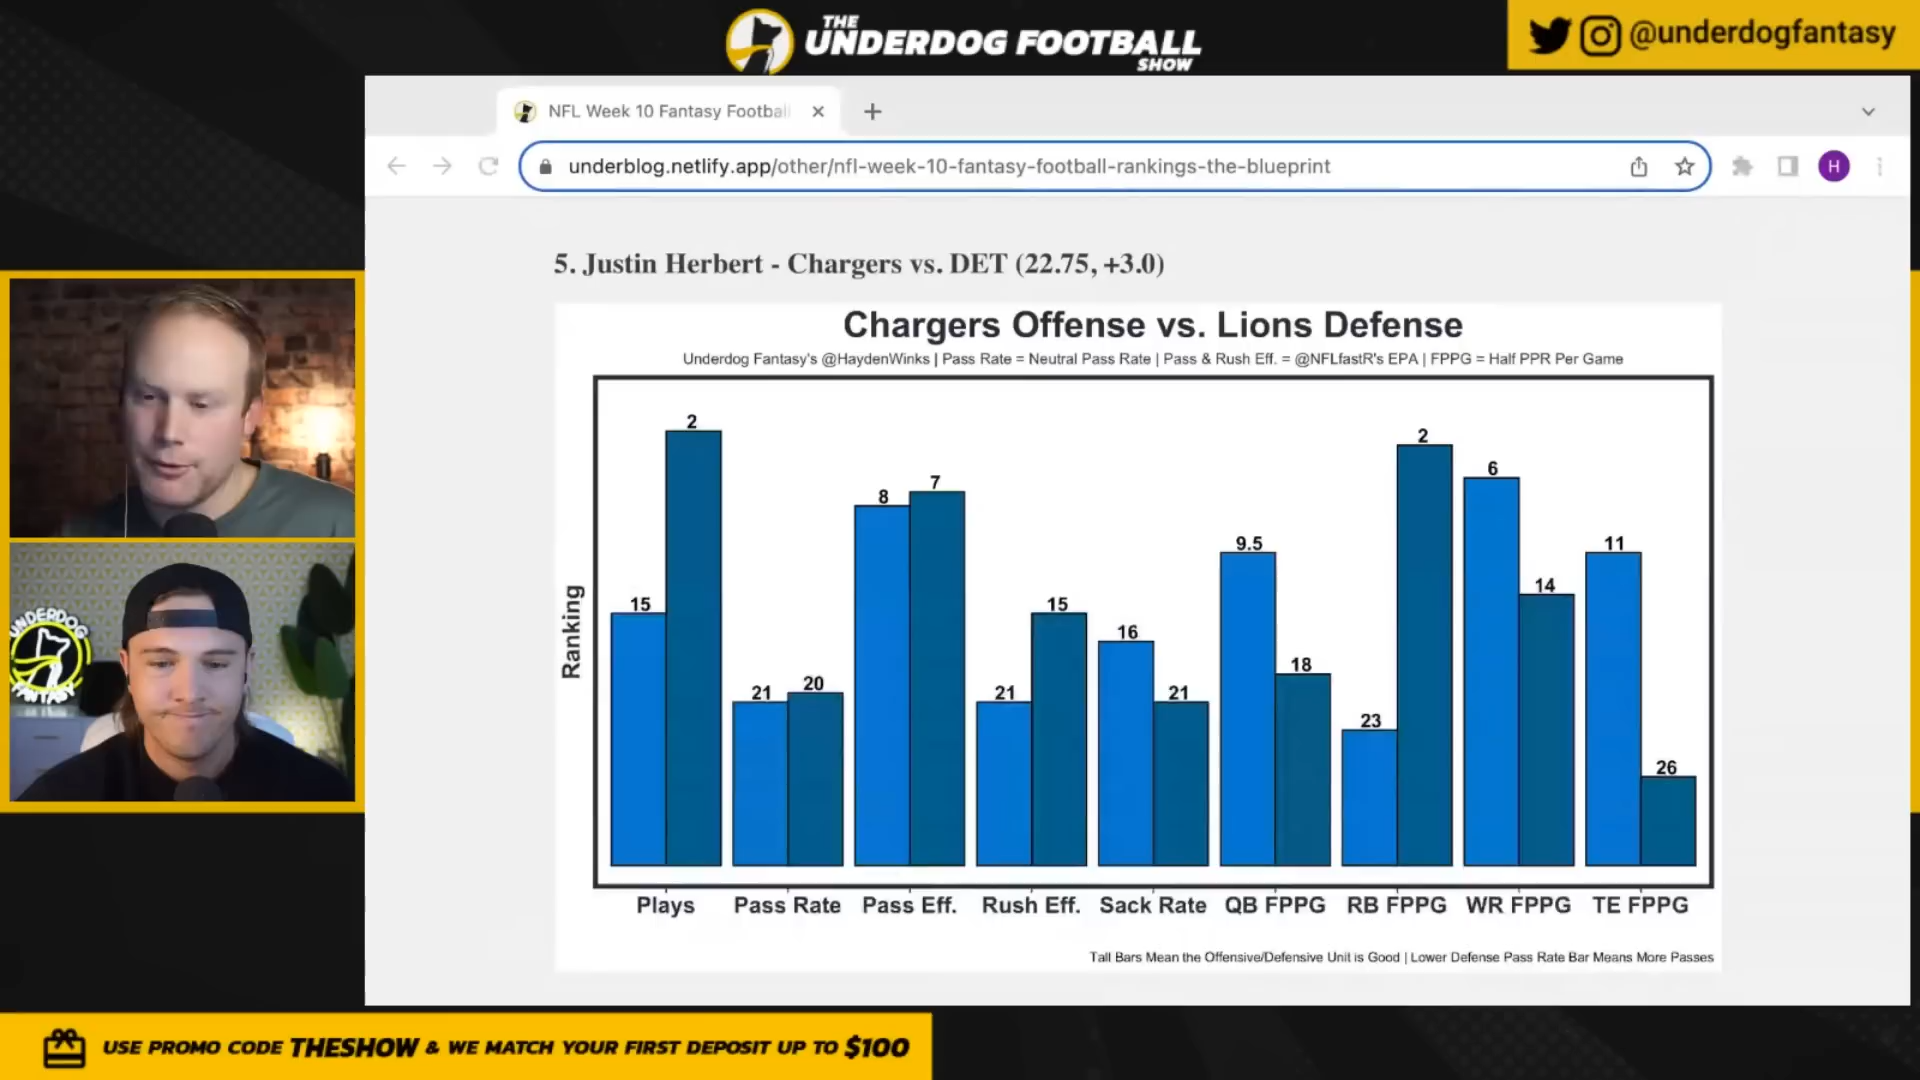 THE
UNDERDOG FOOTBALL
SHOW
@underdogfantasy
NFL Week 10 Fantasy Footbal
underblog.netlify.app/other/nfl-week-10-fantasy-football-rankings-the-blueprint
H
5. Justin Herbert - Chargers vs. DET (22.75, +3.0)
Chargers Offense vs. Lions Defense
Underdog Fantasy's @HaydenWinks | Pass Rate = Neutral Pass Rate | Pass & Rush Eff. = @NFLfastR's EPA | FPPG = Half PPR Per Game
Ranking
15 2 21 20 8 7 21 15 16 21 9.5 18 23 2 6 14 11 26
Plays Pass Rate Pass Eff. Rush Eff. Sack Rate QB FPPG RB FPPG WR FPPG TE FPPG
Tall Bars Mean the Offensive/Defensive Unit is Good | Lower Defense Pass Rate Bar Means More Passes
UNDERDOG
FANTASY
USE PROMO CODE THESHOW & WE MATCH YOUR FIRST DEPOSIT UP TO $100